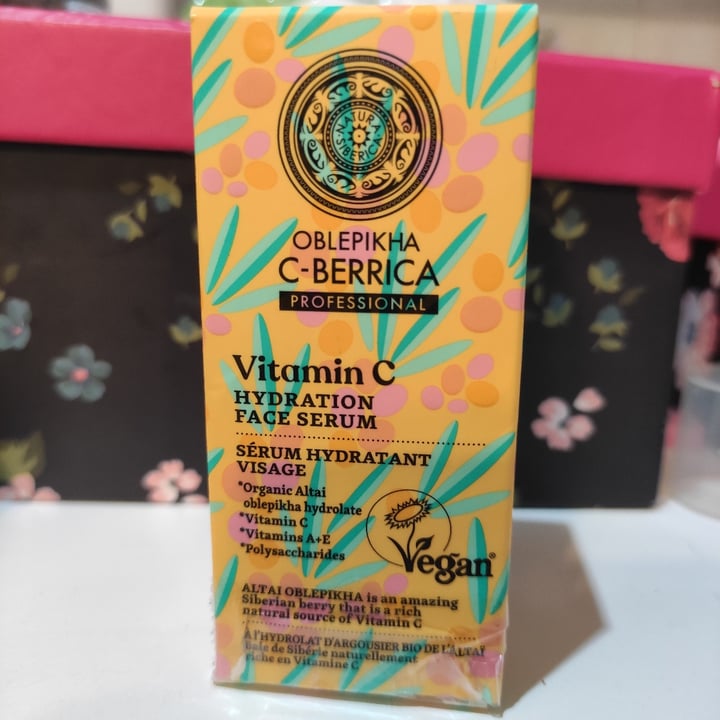 NATURA
SIBERICA
OBLEPIKHA
C-BERRICA
PROFESSIONAL
Vitamin C
HYDRATION
FACE SERUM
SÉRUM HYDRATANT
VISAGE
*Organic Altai
oblepikha hydrolate
*Vitamin C
*Vitamins A+E
*Polysaccharides
Vegan
ALTAI OBLEPIKHA is an amazing
Siberian berry that is a rich
natural source of Vitamin C
À l'HYDROLAT D'ARGOUSIER BIO DE L'ALTAÏ
baie de Sibérie naturellement
riche en Vitamine C